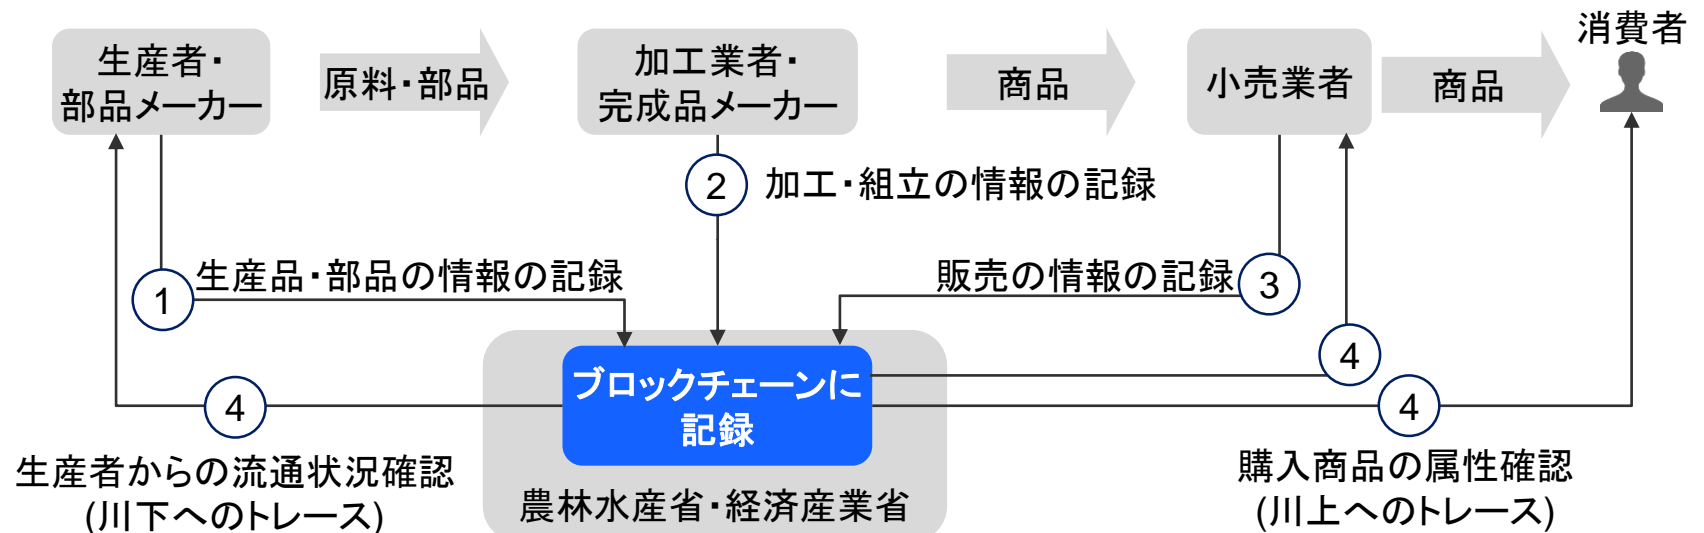 消費者
生産者・
部品メーカー
原料・部品
加工業者・
完成品メーカー
商品
小売業者
商品
2
加工・組立の情報の記録
生産品・部品の情報の記録
1
販売の情報の記録
3
4
ブロックチェーンに
記録
4
4
生産者からの流通状況確認
(川下へのトレース)
農林水産省・経済産業省
購入商品の属性確認
(川上へのトレース)